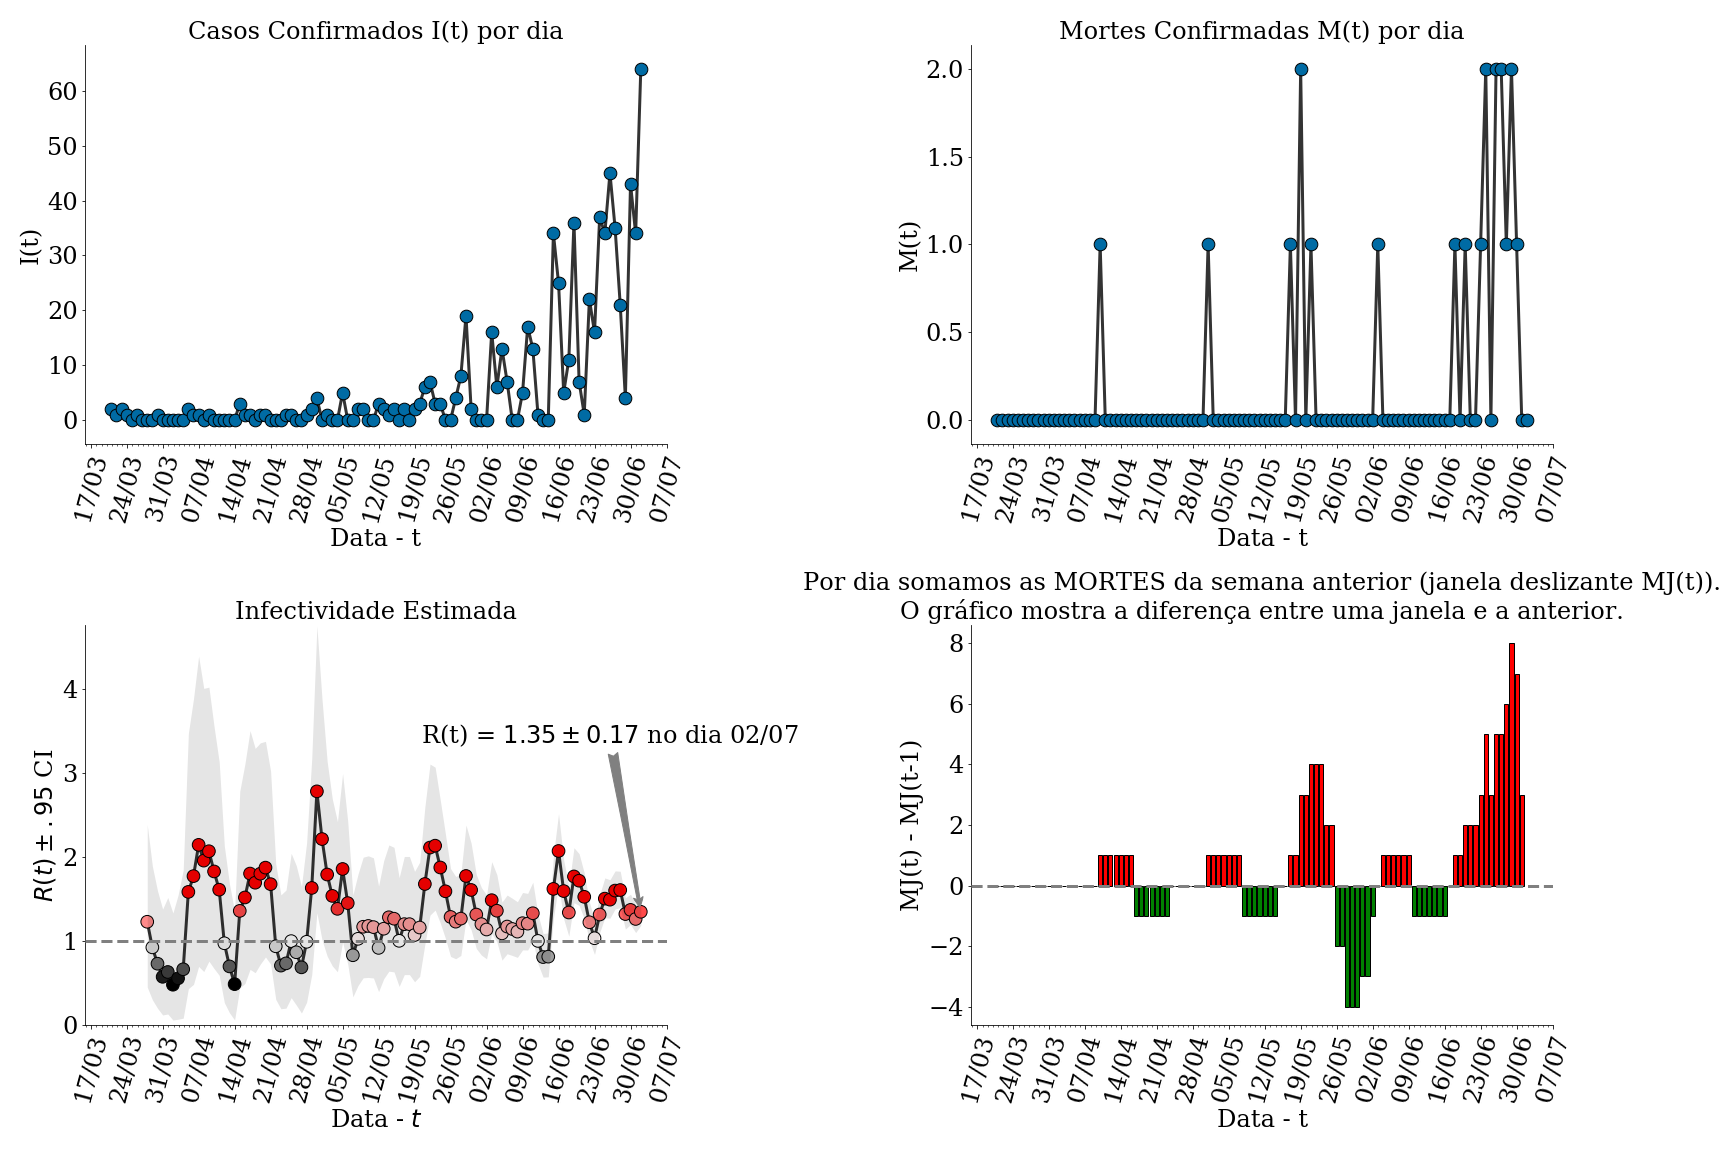 Casos Confirmados I(t) por dia
I(t)
60
50
40
30
20
10
0
17/03 24/03 31/03 07/04 14/04 21/04 28/04 05/05 12/05 19/05 26/05 02/06 09/06 16/06 23/06 30/06 07/07
Data - t
Mortes Confirmadas M(t) por dia
M(t)
2.0
1.5
1.0
0.5
0.0
17/03 24/03 31/03 07/04 14/04 21/04 28/04 05/05 12/05 19/05 26/05 02/06 09/06 16/06 23/06 30/06 07/07
Data - t
Infectividade Estimada
R(t) ± .95 CI
4
3
2
1
0
R(t) = 1.35 ± 0.17 no dia 02/07
17/03 24/03 31/03 07/04 14/04 21/04 28/04 05/05 12/05 19/05 26/05 02/06 09/06 16/06 23/06 30/06 07/07
Data - t
Por dia somamos as MORTES da semana anterior (janela deslizante MJ(t)).
O gráfico mostra a diferença entre uma janela e a anterior.
MJ(t) - MJ(t-1)
8
6
4
2
0
−2
−4
17/03 24/03 31/03 07/04 14/04 21/04 28/04 05/05 12/05 19/05 26/05 02/06 09/06 16/06 23/06 30/06 07/07
Data - t